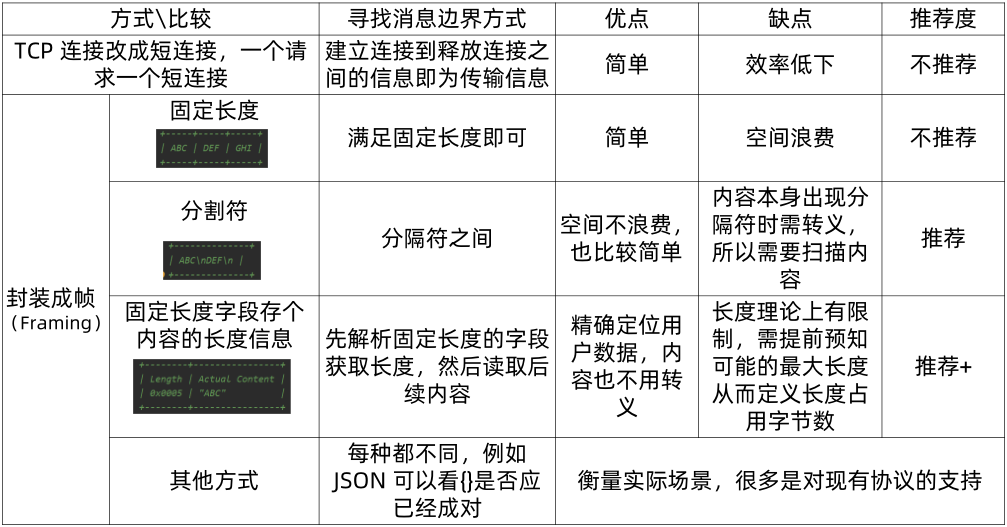 方式\比较
寻找消息边界方式
优点
缺点
推荐度
TCP 连接改成短连接，一个请
求一个短连接
建立连接到释放连接之
间的信息即为传输信息
简单
效率低下
不推荐
封装成帧
（Framing）
固定长度
+-----+-----+-----+
| ABC | DEF | GHI |
+-----+-----+-----+
满足固定长度即可
简单
空间浪费
不推荐
分割符
+--------------+
| ABC\nDEF\n |
+--------------+
分隔符之间
空间不浪费，
也比较简单
内容本身出现分
隔符时需转义，
所以需要扫描内
容
推荐
固定长度字段存个
内容的长度信息
+--------+----------------+
| Length | Actual Content |
| 0x0005 | "ABC" |
+--------+----------------+
先解析固定长度的字段
获取长度，然后读取后
续内容
精确定位用
户数据，内
容也不用转
义
长度理论上有限
制，需提前预知
可能的最大长度
从而定义长度占
用字节数
推荐+
其他方式
每种都不同，例如
JSON 可以看{}是否应
已经成对
衡量实际场景，很多是对现有协议的支持